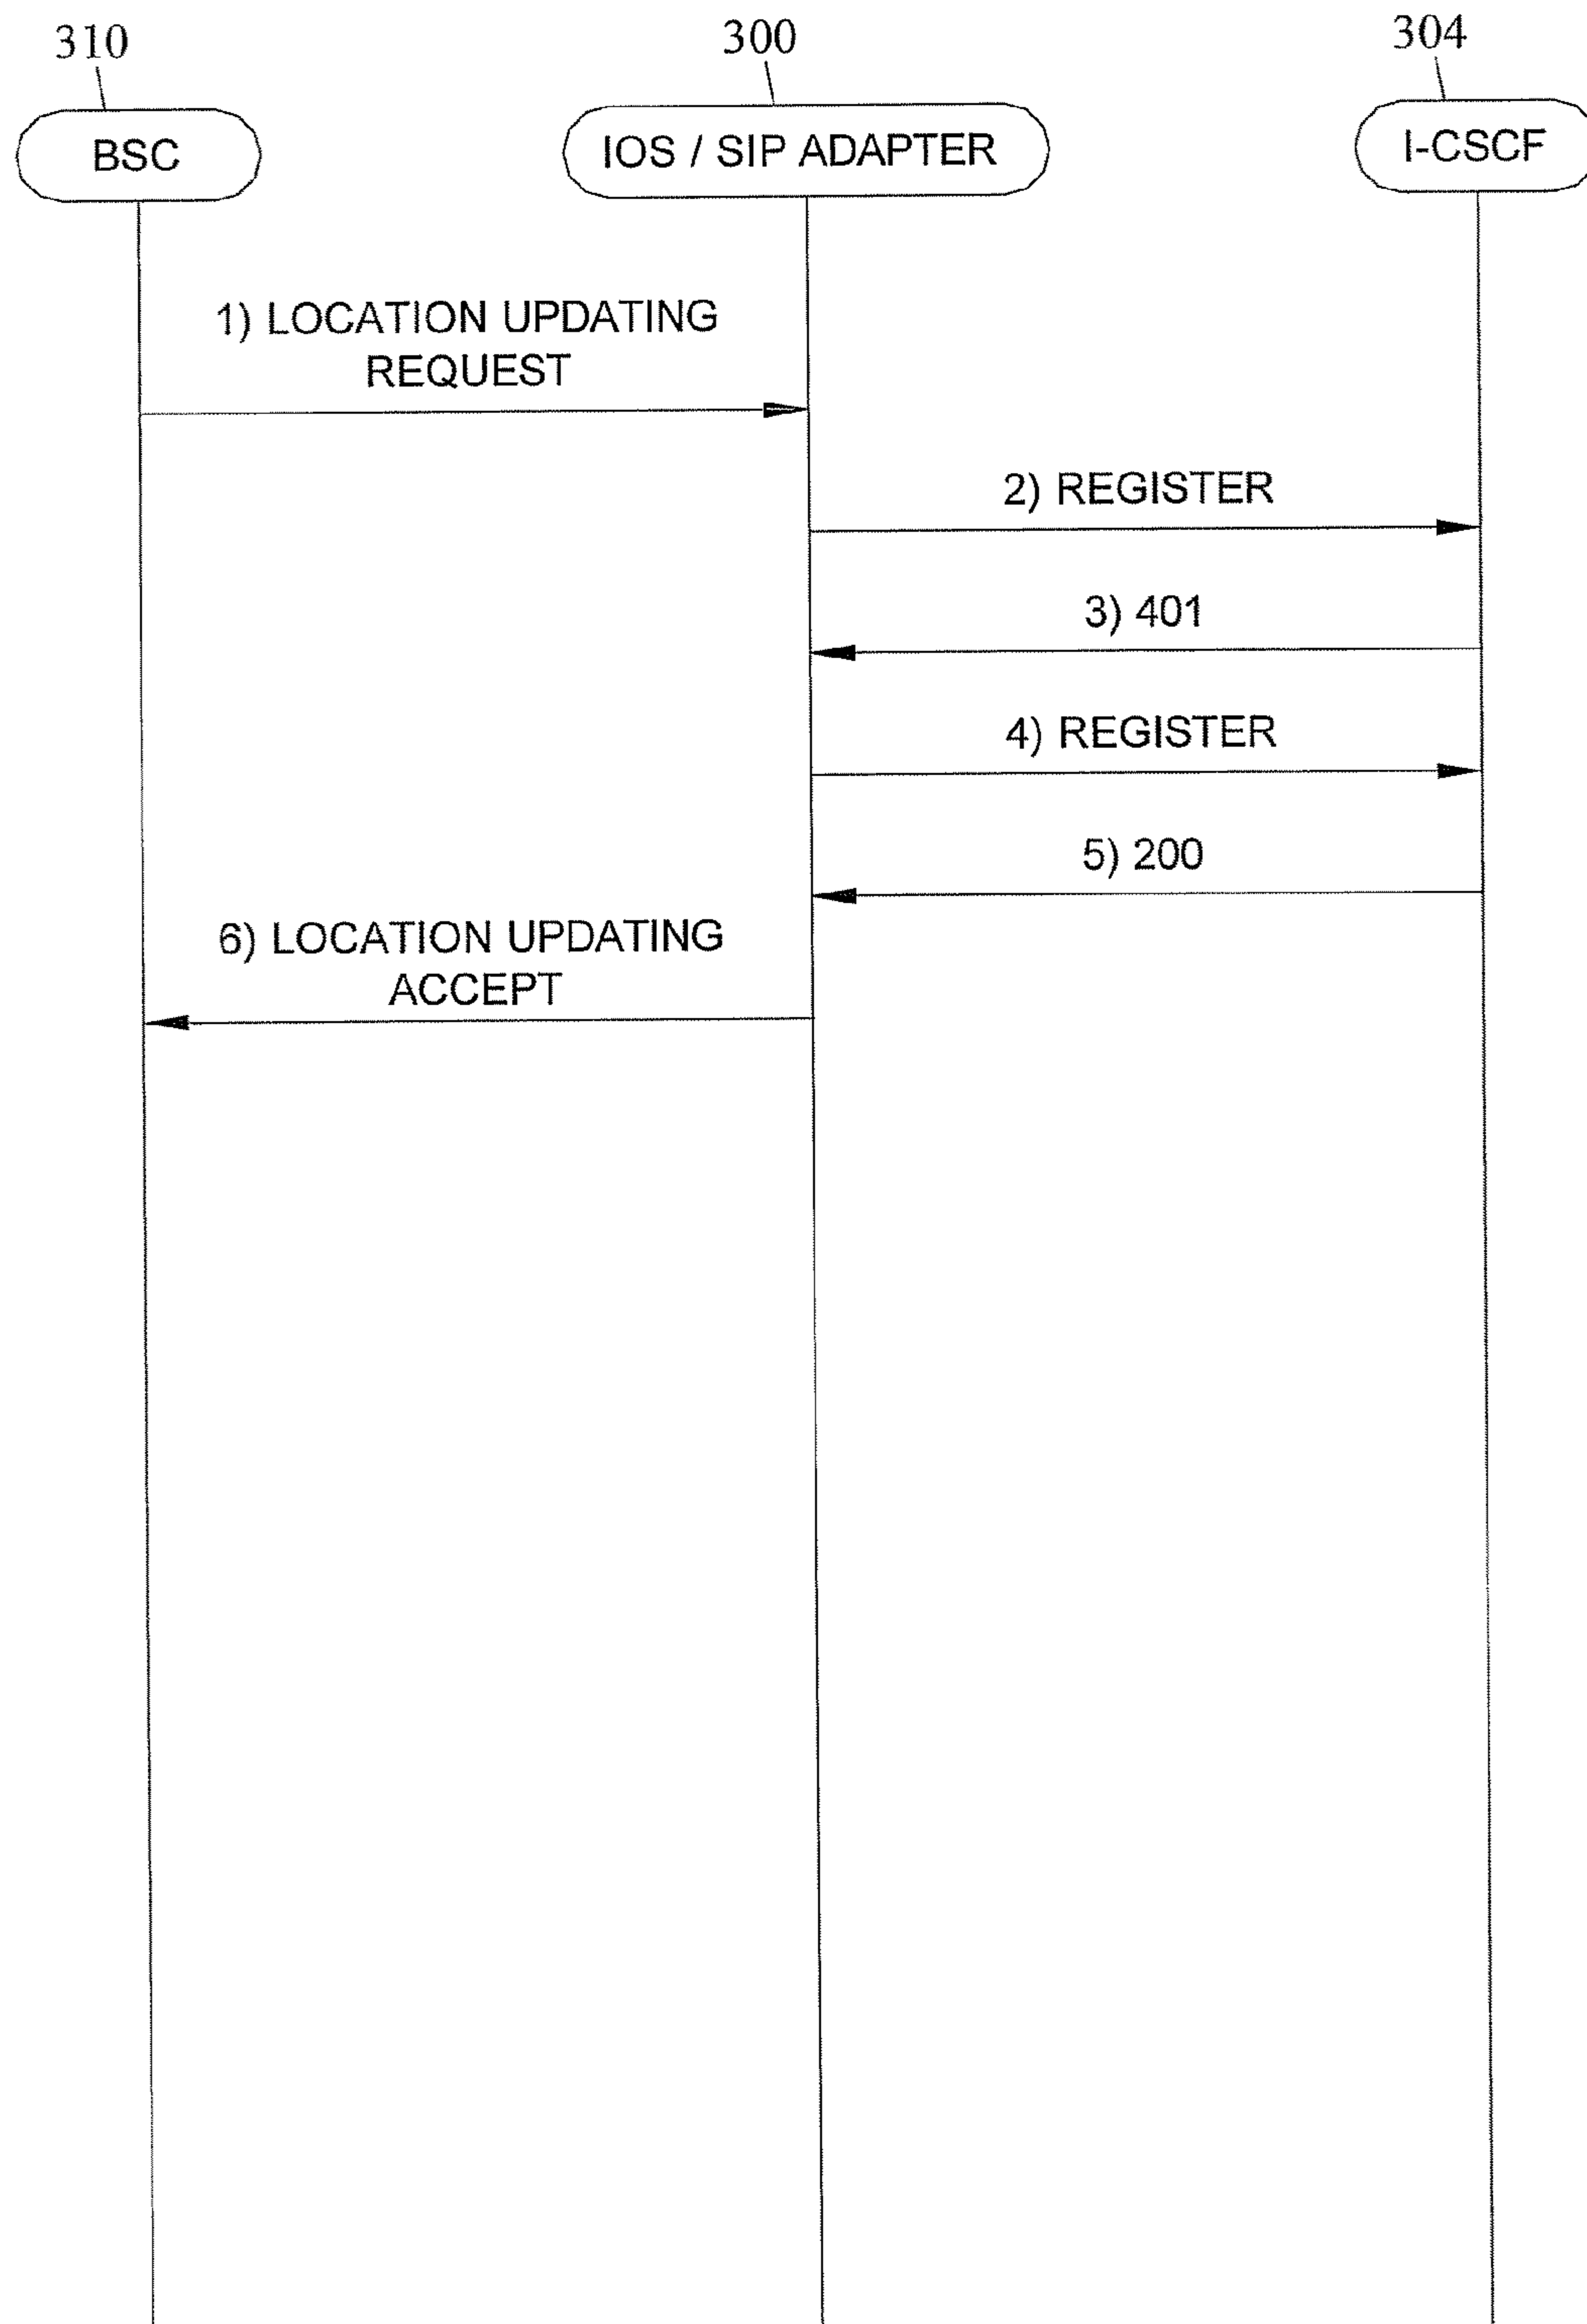 310
300
304
BSC
IOS / SIP ADAPTER
I-CSCF
1) LOCATION UPDATING
REQUEST
2) REGISTER
3) 401
4) REGISTER
5) 200
6) LOCATION UPDATING
ACCEPT